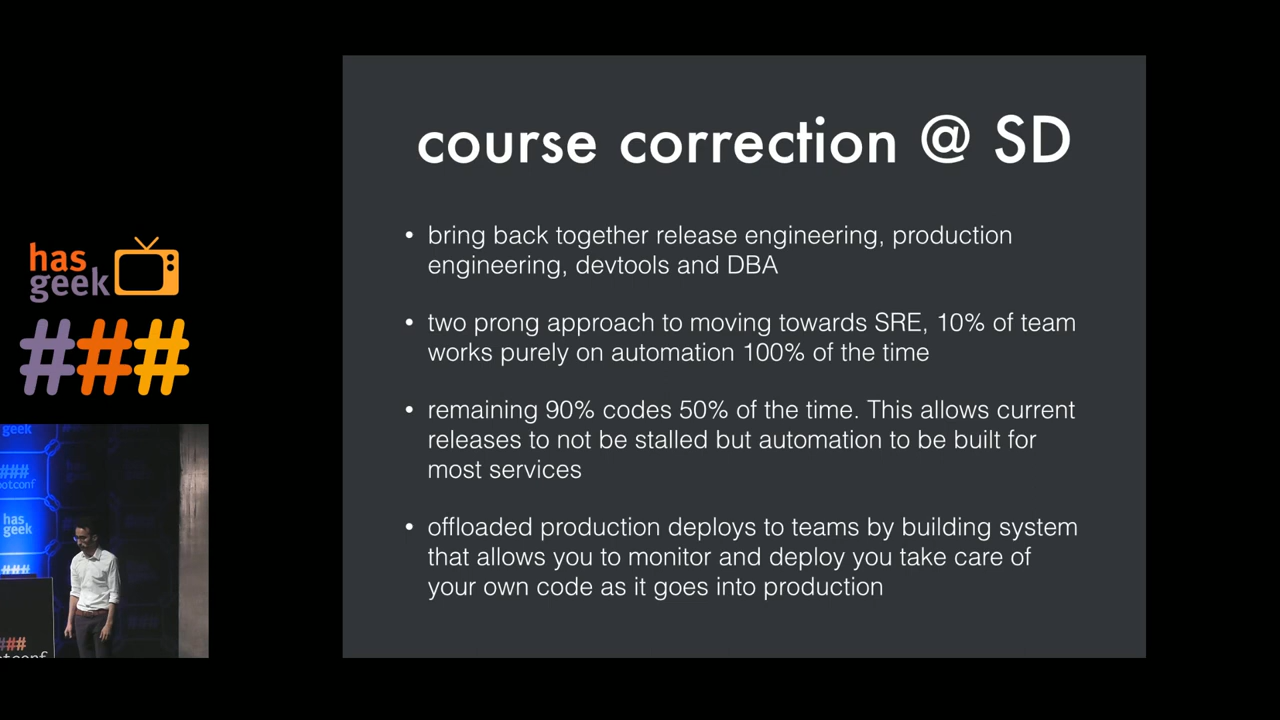 course correction @ SD
• bring back together release engineering, production
engineering, devtools and DBA
• two prong approach to moving towards SRE, 10% of team
works purely on automation 100% of the time
• remaining 90% codes 50% of the time. This allows current
releases to not be stalled but automation to be built for
most services
• offloaded production deploys to teams by building system
that allows you to monitor and deploy you take care of
your own code as it goes into production
has
geek
###
geek
###
otconf
has
geek
###
###
otconf